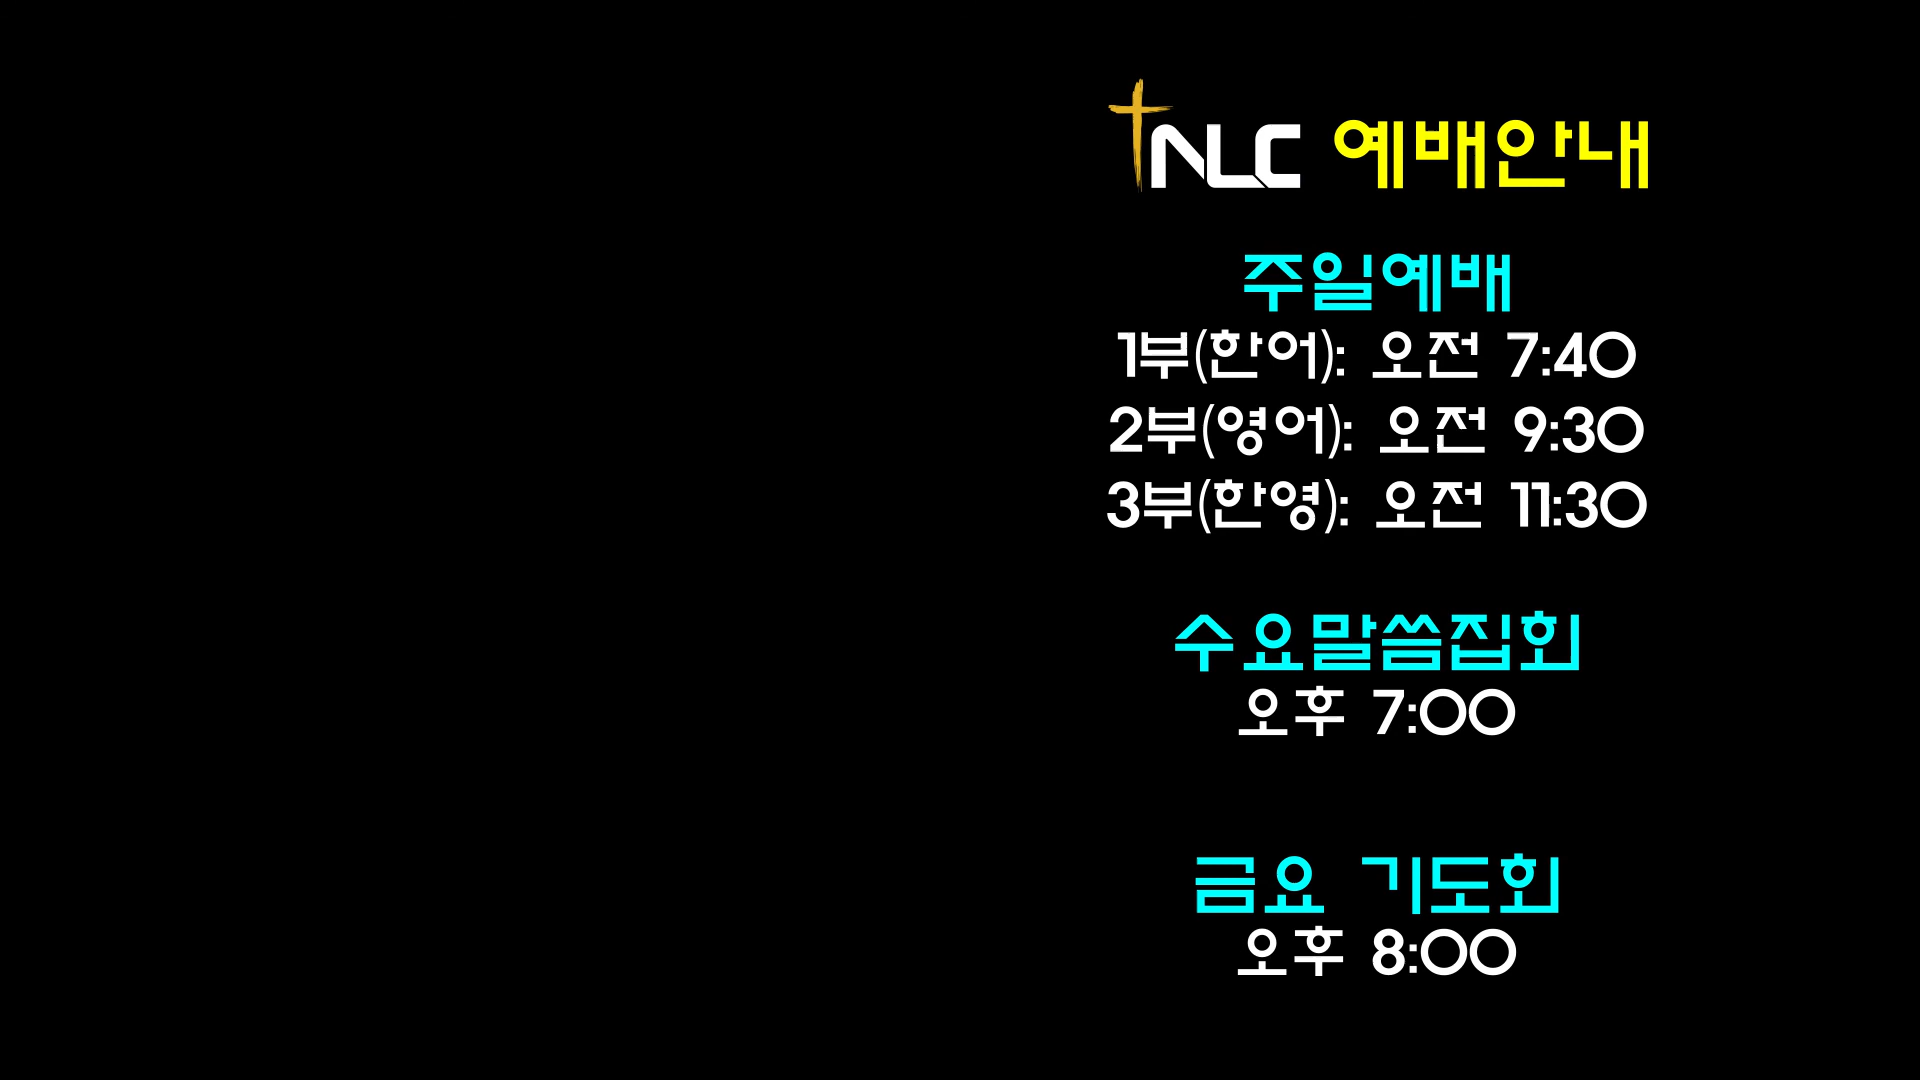 NLC 예배안내
주일예배
1부(한어): 오전 7:40
2부(영어): 오전 9:30
3부(한영): 오전 11:30
수요말씀집회
오후 7:00
금요 기도회
오후 8:00